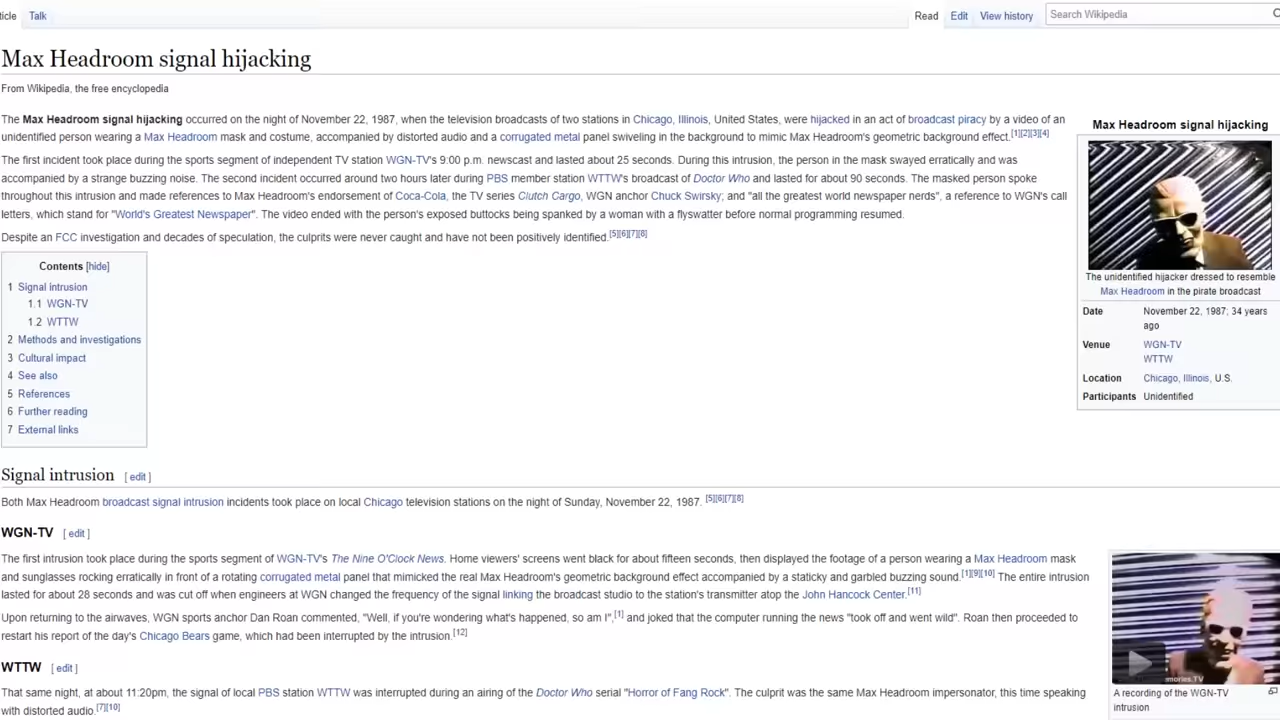 ticle Talk Read Edit View history Search Wikipedia
Max Headroom signal hijacking
From Wikipedia, the free encyclopedia
The Max Headroom signal hijacking occurred on the night of November 22, 1987, when the television broadcasts of two stations in Chicago, Illinois, United States, were hijacked in an act of broadcast piracy by a video of an
unidentified person wearing a Max Headroom mask and costume, accompanied by distorted audio and a corrugated metal panel swiveling in the background to mimic Max Headroom's geometric background effect.[1][2][3][4]
The first incident took place during the sports segment of independent TV station WGN-TV's 9:00 p.m. newscast and lasted about 25 seconds. During this intrusion, the person in the mask swayed erratically and was
accompanied by a strange buzzing noise. The second incident occurred around two hours later during PBS member station WTTW's broadcast of Doctor Who and lasted for about 90 seconds. The masked person spoke
throughout this intrusion and made references to Max Headroom's endorsement of Coca-Cola, the TV series Clutch Cargo, WGN anchor Chuck Swirsky; and "all the greatest world newspaper nerds", a reference to WGN's call
letters, which stand for "World's Greatest Newspaper". The video ended with the person's exposed buttocks being spanked by a woman with a flyswatter before normal programming resumed.
Despite an FCC investigation and decades of speculation, the culprits were never caught and have not been positively identified.[5][6][7][8]
Max Headroom signal hijacking
The unidentified hijacker dressed to resemble
Max Headroom in the pirate broadcast
Date November 22, 1987; 34 years
ago
Venue WGN-TV
WTTW
Location Chicago, Illinois, U.S.
Participants Unidentified
Contents [hide]
1 Signal intrusion
1.1 WGN-TV
1.2 WTTW
2 Methods and investigations
3 Cultural impact
4 See also
5 References
6 Further reading
7 External links
Signal intrusion [ edit ]
Both Max Headroom broadcast signal intrusion incidents took place on local Chicago television stations on the night of Sunday, November 22, 1987. [5][6][7][8]
WGN-TV [ edit ]
The first intrusion took place during the sports segment of WGN-TV's The Nine O'Clock News. Home viewers' screens went black for about fifteen seconds, then displayed the footage of a person wearing a Max Headroom mask
and sunglasses rocking erratically in front of a rotating corrugated metal panel that mimicked the real Max Headroom's geometric background effect accompanied by a staticky and garbled buzzing sound.[1][9][10] The entire intrusion
lasted for about 28 seconds and was cut off when engineers at WGN changed the frequency of the signal linking the broadcast studio to the station's transmitter atop the John Hancock Center.[11]
Upon returning to the airwaves, WGN sports anchor Dan Roan commented, "Well, if you're wondering what's happened, so am I",[1] and joked that the computer running the news "took off and went wild". Roan then proceeded to
restart his report of the day's Chicago Bears game, which had been interrupted by the intrusion.[12]
WTTW [ edit ]
That same night, at about 11:20pm, the signal of local PBS station WTTW was interrupted during an airing of the Doctor Who serial "Horror of Fang Rock". The culprit was the same Max Headroom impersonator, this time speaking
with distorted audio.[7][10]
mories.TV
A recording of the WGN-TV
intrusion